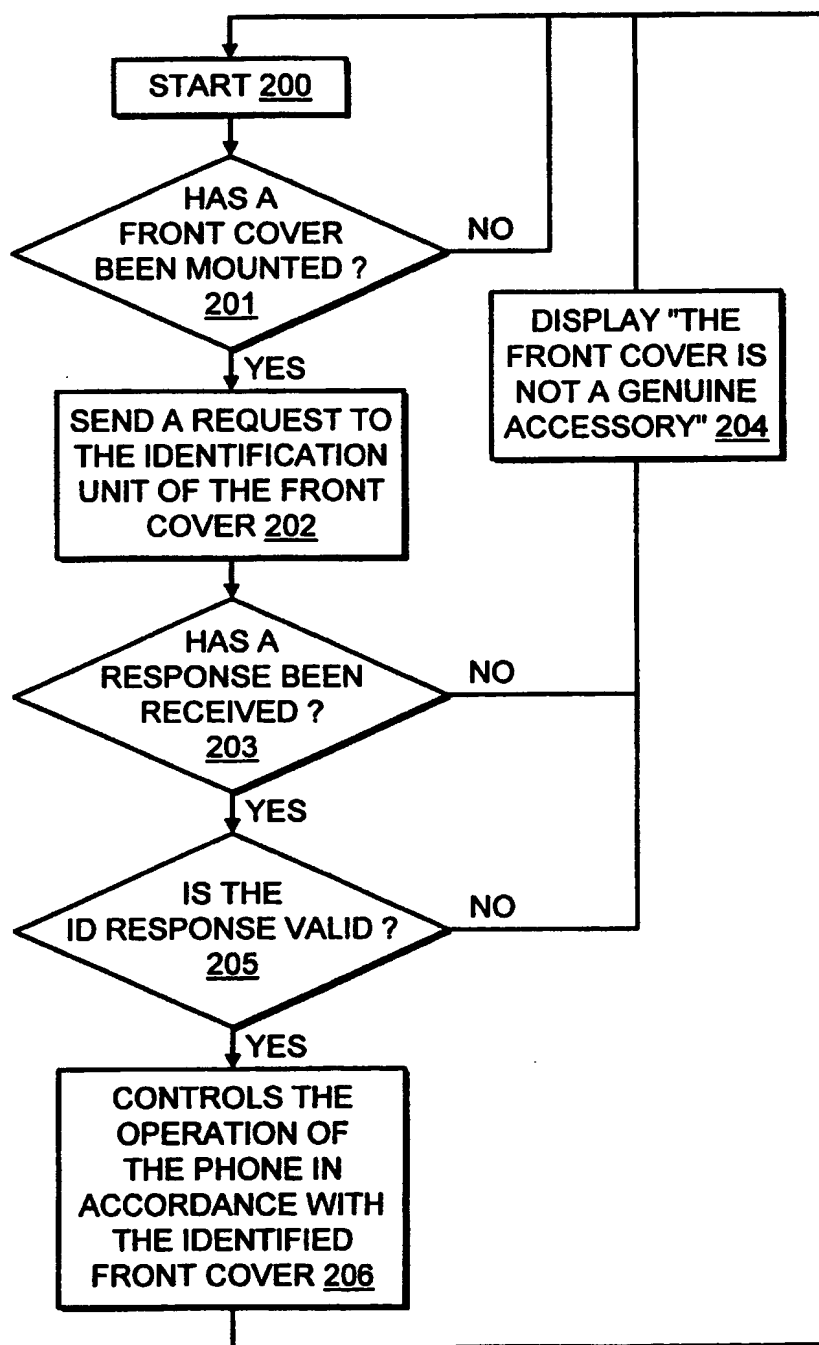 START 200
HAS A
FRONT COVER
BEEN MOUNTED ?
201
NO
YES
SEND A REQUEST TO
THE IDENTIFICATION
UNIT OF THE FRONT
COVER 202
DISPLAY "THE
FRONT COVER IS
NOT A GENUINE
ACCESSORY" 204
HAS A
RESPONSE BEEN
RECEIVED ?
203
NO
YES
IS THE
ID RESPONSE VALID ?
205
NO
YES
CONTROLS THE
OPERATION OF
THE PHONE IN
ACCORDANCE WITH
THE IDENTIFIED
FRONT COVER 206